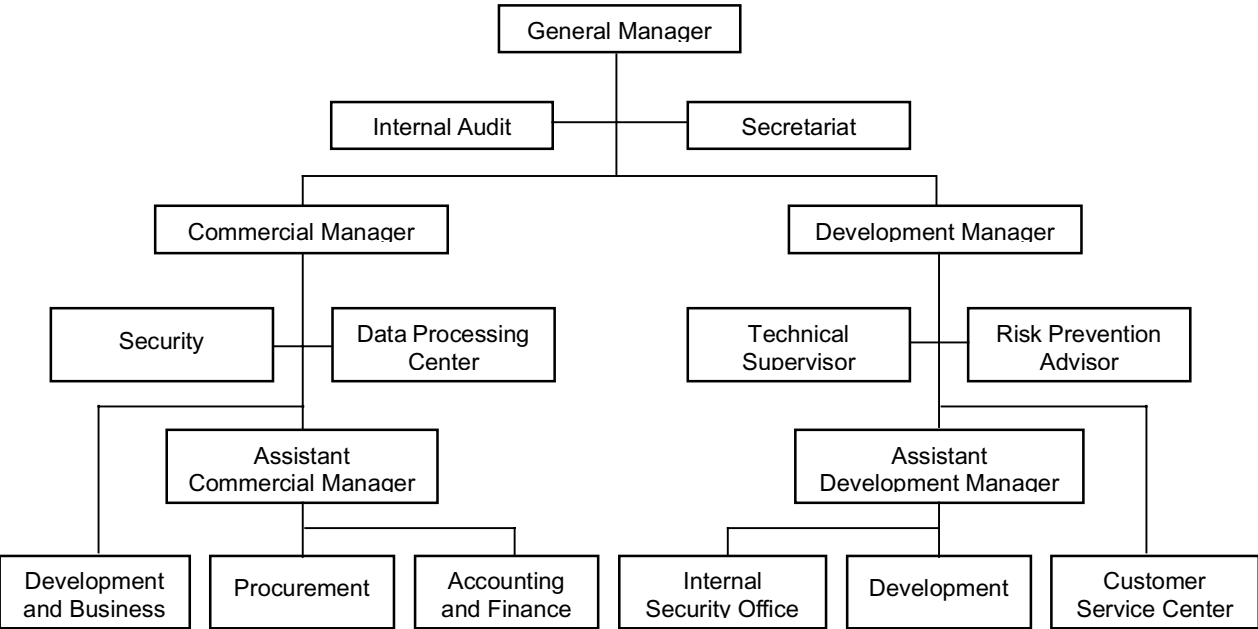 General Manager
Internal Audit
Secretariat
Commercial Manager
Development Manager
Security
Data Processing
Center
Technical
Supervisor
Risk Prevention
Advisor
Assistant
Commercial Manager
Assistant
Development Manager
Development
and Business
Procurement
Accounting
and Finance
Internal
Security Office
Development
Customer
Service Center